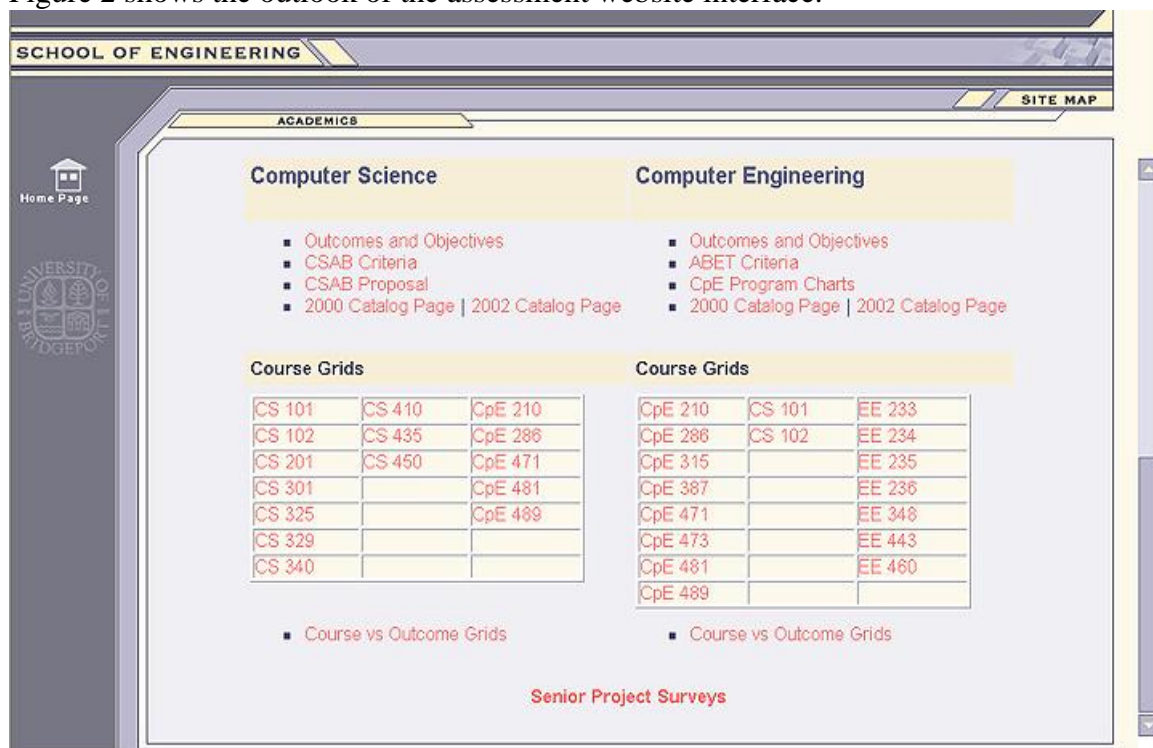 Figure 2 shows the outlook of the assessment website interface.
SCHOOL OF ENGINEERING
SITE MAP
ACADEMICS
Home Page
UNIVERSITY OF BRIDGEPORT
Computer Science
Outcomes and Objectives
CSAB Criteria
CSAB Proposal
2000 Catalog Page | 2002 Catalog Page
Computer Engineering
Outcomes and Objectives
ABET Criteria
CpE Program Charts
2000 Catalog Page | 2002 Catalog Page
Course Grids
CS 101 CS 410 CpE 210
CS 102 CS 435 CpE 286
CS 201 CS 450 CpE 471
CS 301 CpE 481
CS 325 CpE 489
CS 329
CS 340
Course vs Outcome Grids
Course Grids
CpE 210 CS 101 EE 233
CpE 286 CS 102 EE 234
CpE 315 EE 235
CpE 387 EE 236
CpE 471 EE 348
CpE 473 EE 443
CpE 481 EE 460
CpE 489
Course vs Outcome Grids
Senior Project Surveys